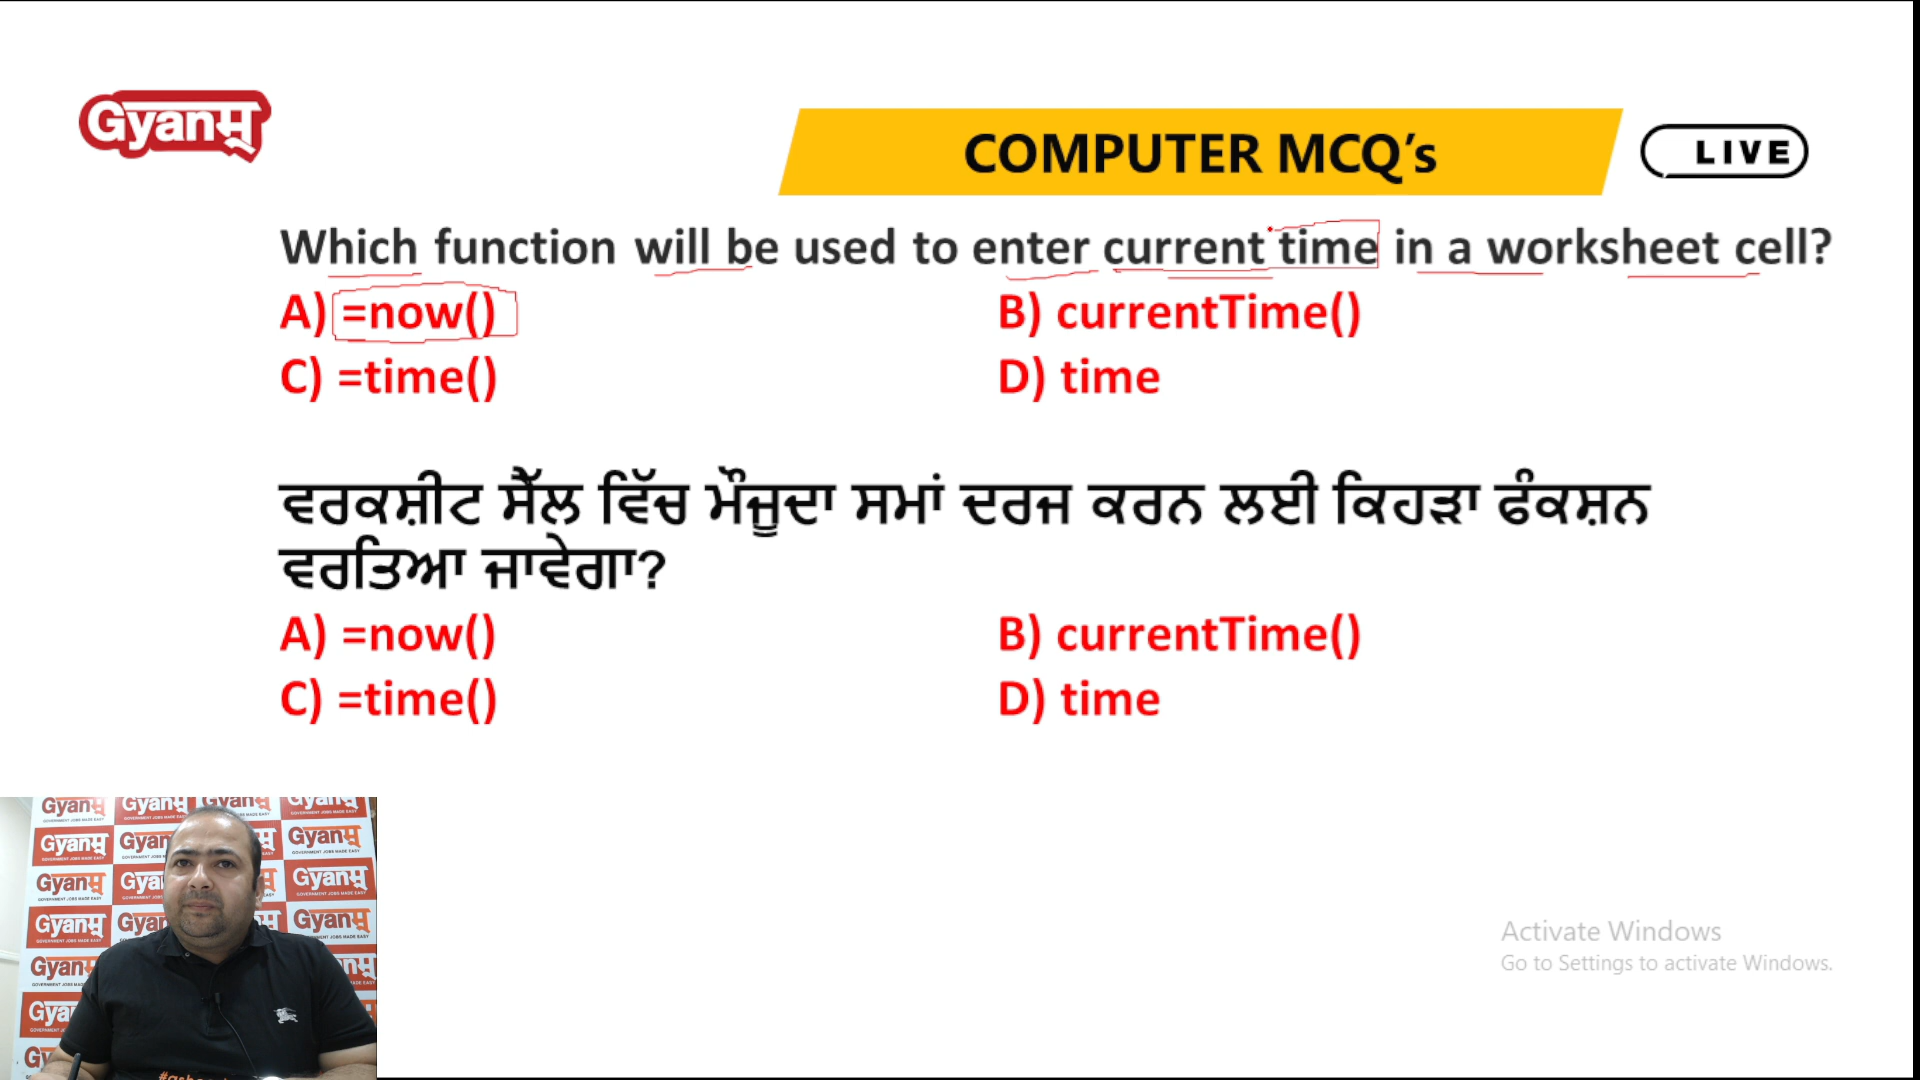 Gyanਸੂ
COMPUTER MCQ's
LIVE
Which function will be used to enter current time in a worksheet cell?
A) =now()
B) currentTime()
C) =time()
D) time
ਵਰਕਸ਼ੀਟ ਸੈੱਲ ਵਿੱਚ ਮੌਜੂਦਾ ਸਮਾਂ ਦਰਜ ਕਰਨ ਲਈ ਕਿਹੜਾ ਫੰਕਸ਼ਨ
ਵਰਤਿਆ ਜਾਵੇਗਾ?
A) =now()
B) currentTime()
C) =time()
D) time
Activate Windows
Go to Settings to activate Windows.